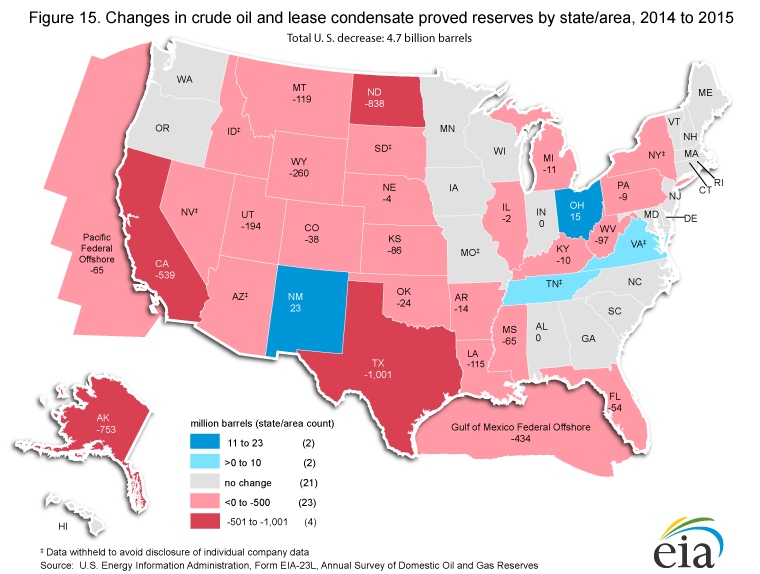 Figure 15. Changes in crude oil and lease condensate proved reserves by state/area, 2014 to 2015
Total U. S. decrease: 4.7 billion barrels
WA
OR
ID‡
MT
-119
ND
-838
SD‡
WY
-260
NE
-4
NV‡
UT
-194
CO
-38
KS
-86
CA
-539
Pacific
Federal
Offshore
-65
AZ‡
NM
23
OK
-24
TX
-1,001
MN
IA
MO‡
WI
IL
-2
IN
0
MI
-11
OH
15
KY
-10
WV
-97
PA
-9
NY‡
ME
VT
NH
MA
RI
CT
NJ
MD
DE
VA‡
TN‡
NC
SC
GA
AL
0
MS
-65
AR
-14
LA
-115
FL
-54
Gulf of Mexico Federal Offshore
-434
AK
-753
HI
million barrels (state/area count)
11 to 23 (2)
>0 to 10 (2)
no change (21)
<0 to -500 (23)
-501 to -1,001 (4)
‡ Data withheld to avoid disclosure of individual company data
Source: U.S. Energy Information Administration, Form EIA-23L, Annual Survey of Domestic Oil and Gas Reserves
eia